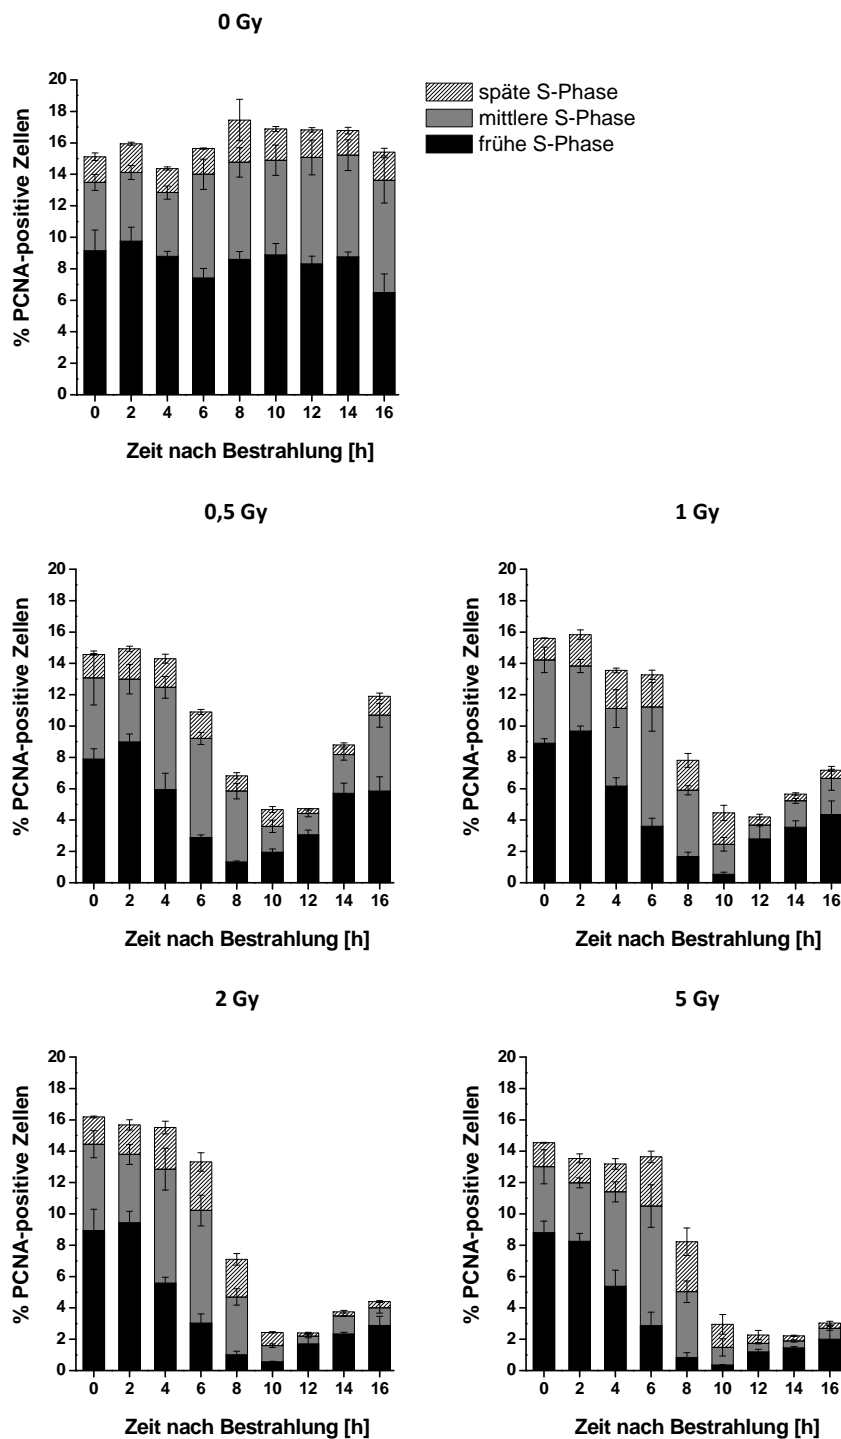 0 Gy
späte S-Phase
mittlere S-Phase
frühe S-Phase
% PCNA-positive Zellen
20
18
16
14
12
10
8
6
4
2
0
0 2 4 6 8 10 12 14 16
Zeit nach Bestrahlung [h]
0,5 Gy
% PCNA-positive Zellen
20
18
16
14
12
10
8
6
4
2
0
0 2 4 6 8 10 12 14 16
Zeit nach Bestrahlung [h]
1 Gy
% PCNA-positive Zellen
20
18
16
14
12
10
8
6
4
2
0
0 2 4 6 8 10 12 14 16
Zeit nach Bestrahlung [h]
2 Gy
% PCNA-positive Zellen
20
18
16
14
12
10
8
6
4
2
0
0 2 4 6 8 10 12 14 16
Zeit nach Bestrahlung [h]
5 Gy
% PCNA-positive Zellen
20
18
16
14
12
10
8
6
4
2
0
0 2 4 6 8 10 12 14 16
Zeit nach Bestrahlung [h]